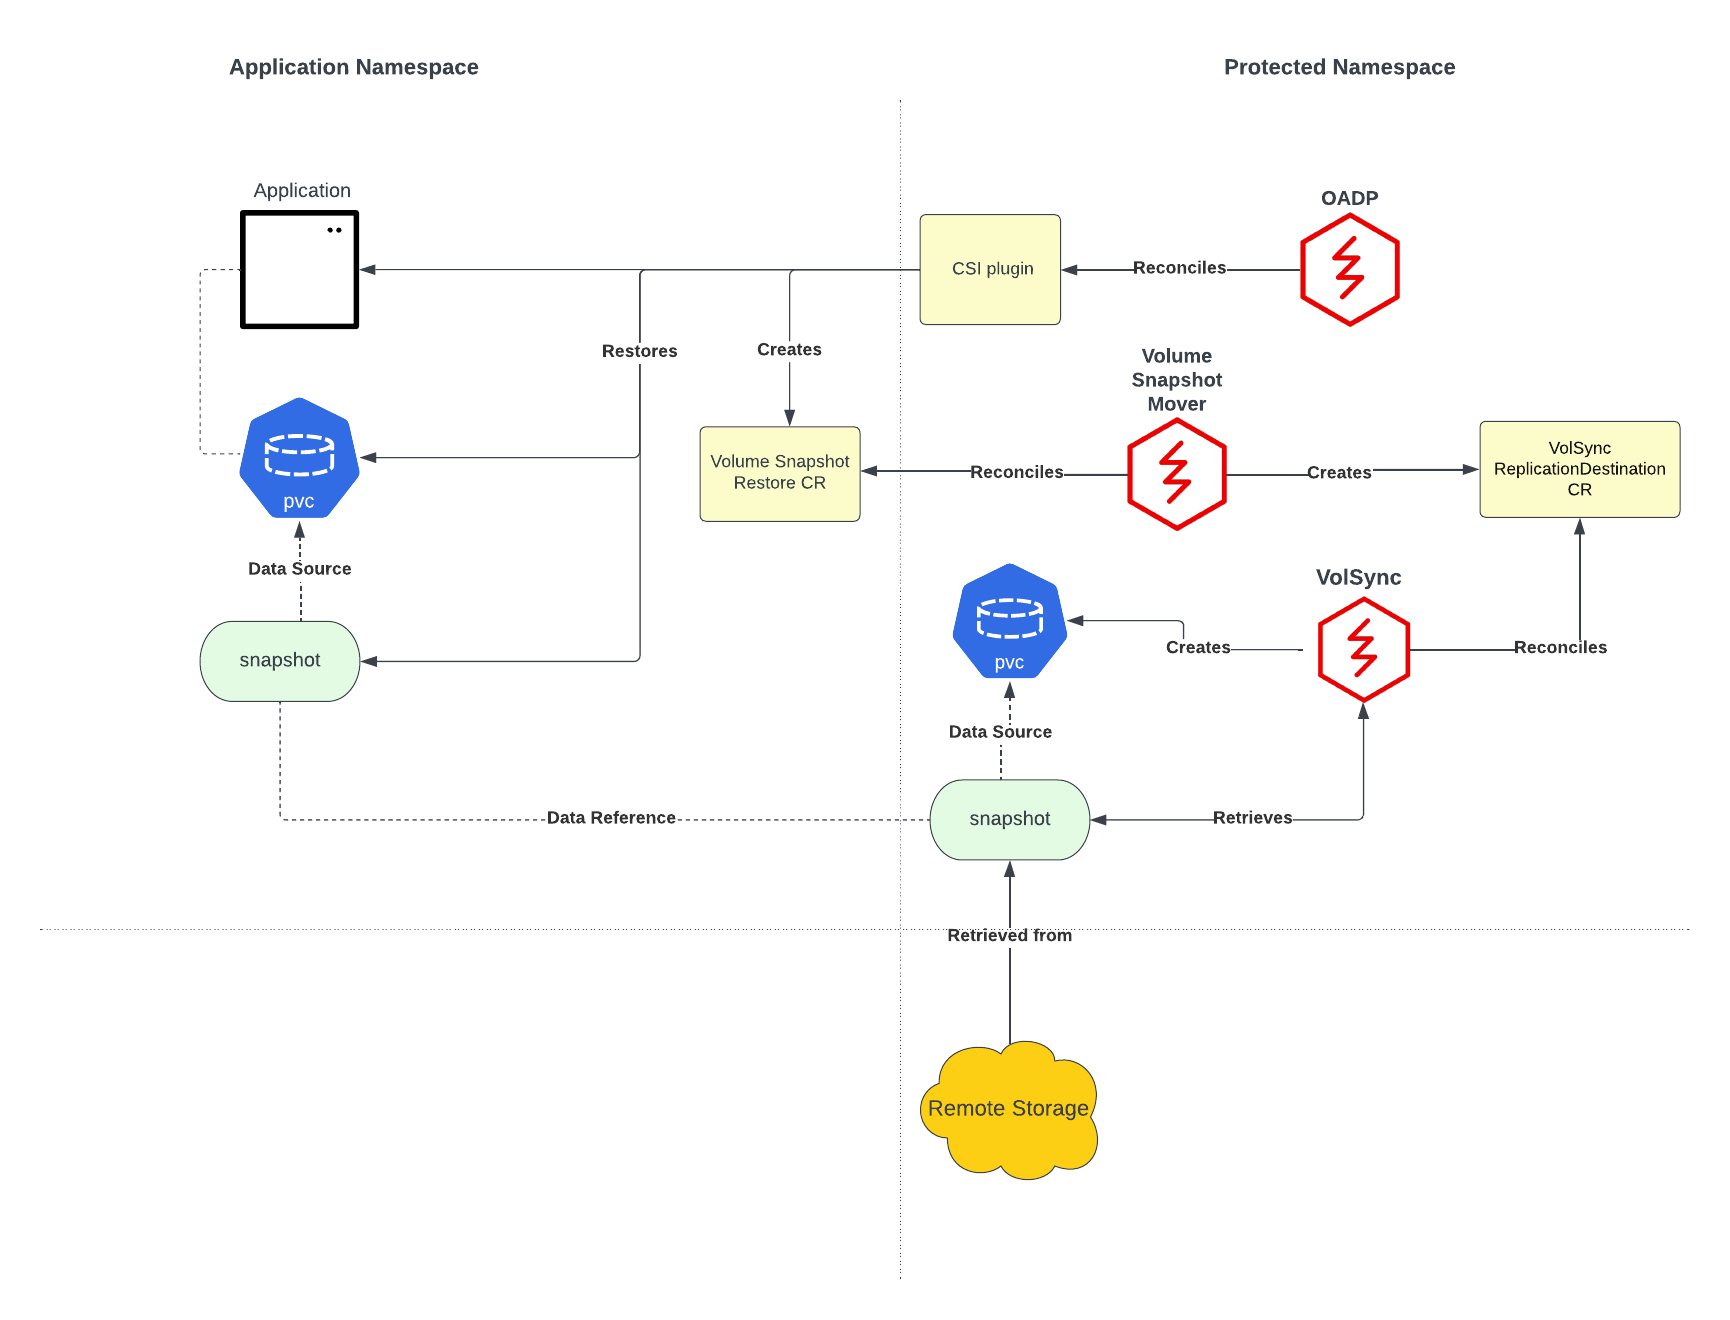 Application Namespace
Protected Namespace
Application
OADP
CSI plugin
Reconciles
Restores
Creates
Volume
Snapshot
Mover
Volume Snapshot
Restore CR
Reconciles
Creates
VolSync
ReplicationDestination
CR
pvc
Data Source
VolSync
pvc
Creates
Reconciles
snapshot
Data Source
Data Reference
snapshot
Retrieves
Retrieved from
Remote Storage